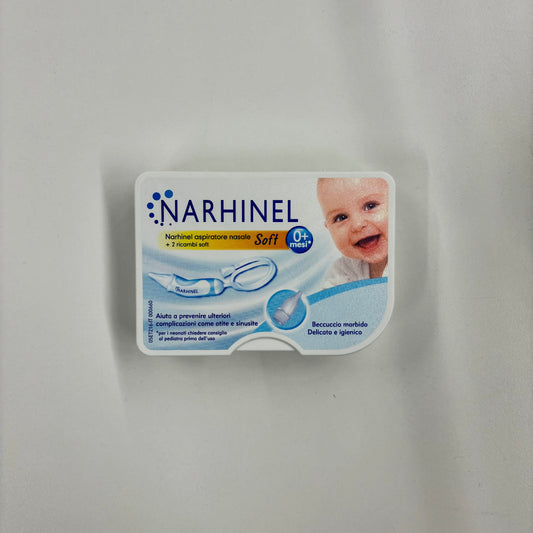 NARHINEL
Narhinel aspiratore nasale
+ 2 ricambi soft
Soft
0+
mesi*
NARHINEL
Aiuta a prevenire ulteriori
complicazioni come otite e sinusite
*per i neonati chiedere consiglio
al pediatra prima dell'uso
Beccuccio morbido
Delicato e igienico